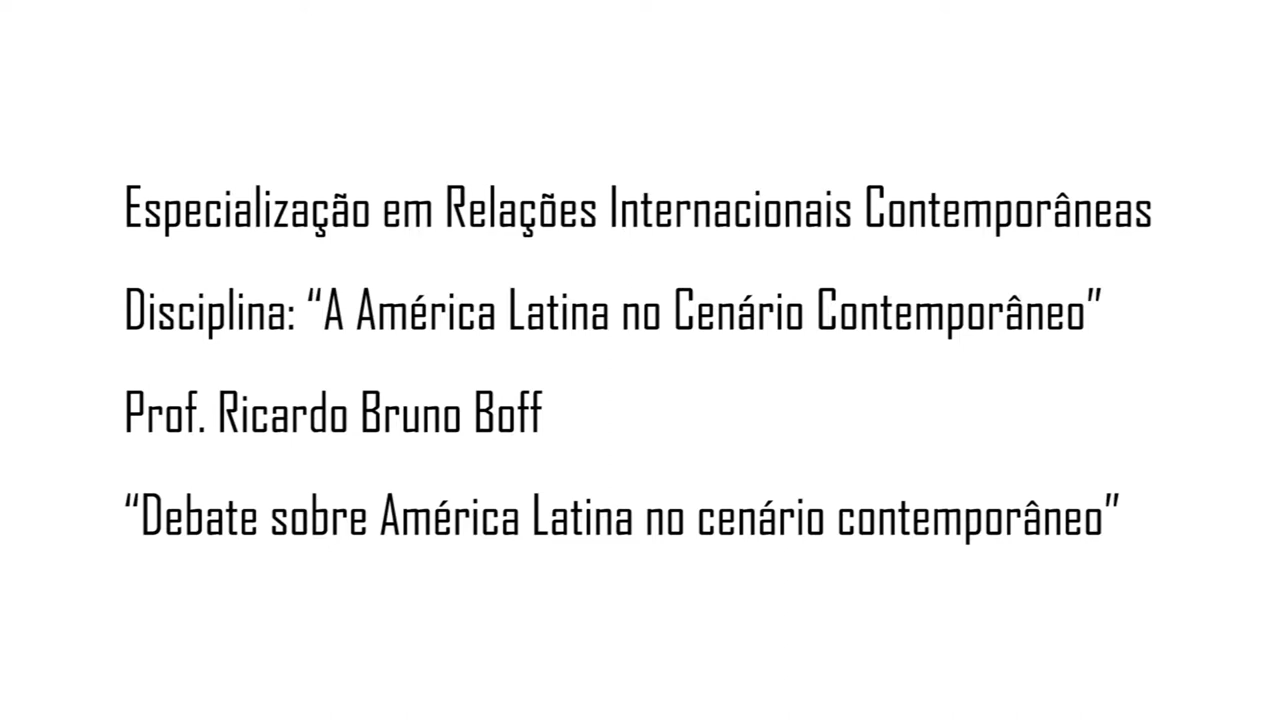 Especialização em Relações Internacionais Contemporâneas
Disciplina: “A América Latina no Cenário Contemporâneo”
Prof. Ricardo Bruno Boff
“Debate sobre América Latina no cenário contemporâneo”